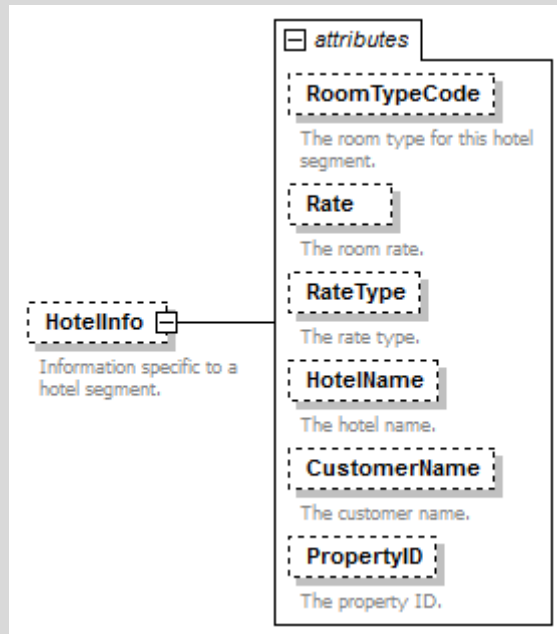 attributes
RoomTypeCode
The room type for this hotel
segment.
Rate
The room rate.
RateType
The rate type.
HotelInfo
Information specific to a
hotel segment.
HotelName
The hotel name.
CustomerName
The customer name.
PropertyID
The property ID.